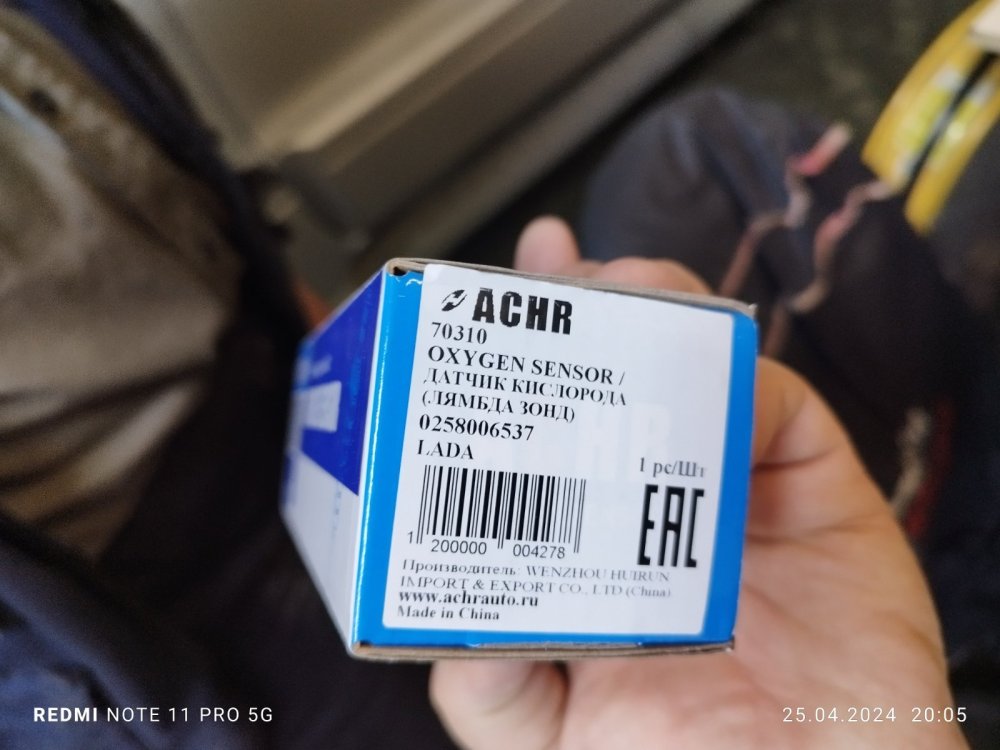 ACHR
70310
OXYGEN SENSOR /
ДАТЧИК КИСЛОРОДА
(ЛЯМБДА ЗОНД)
0258006537
LADA
1 pc/Шт
EAC
1 200000 004278
Производитель: WENZHOU HUIRUN
IMPORT & EXPORT CO., LTD (China).
www.achrauto.ru
Made in China
REDMI NOTE 11 PRO 5G
25.04.2024 20:05